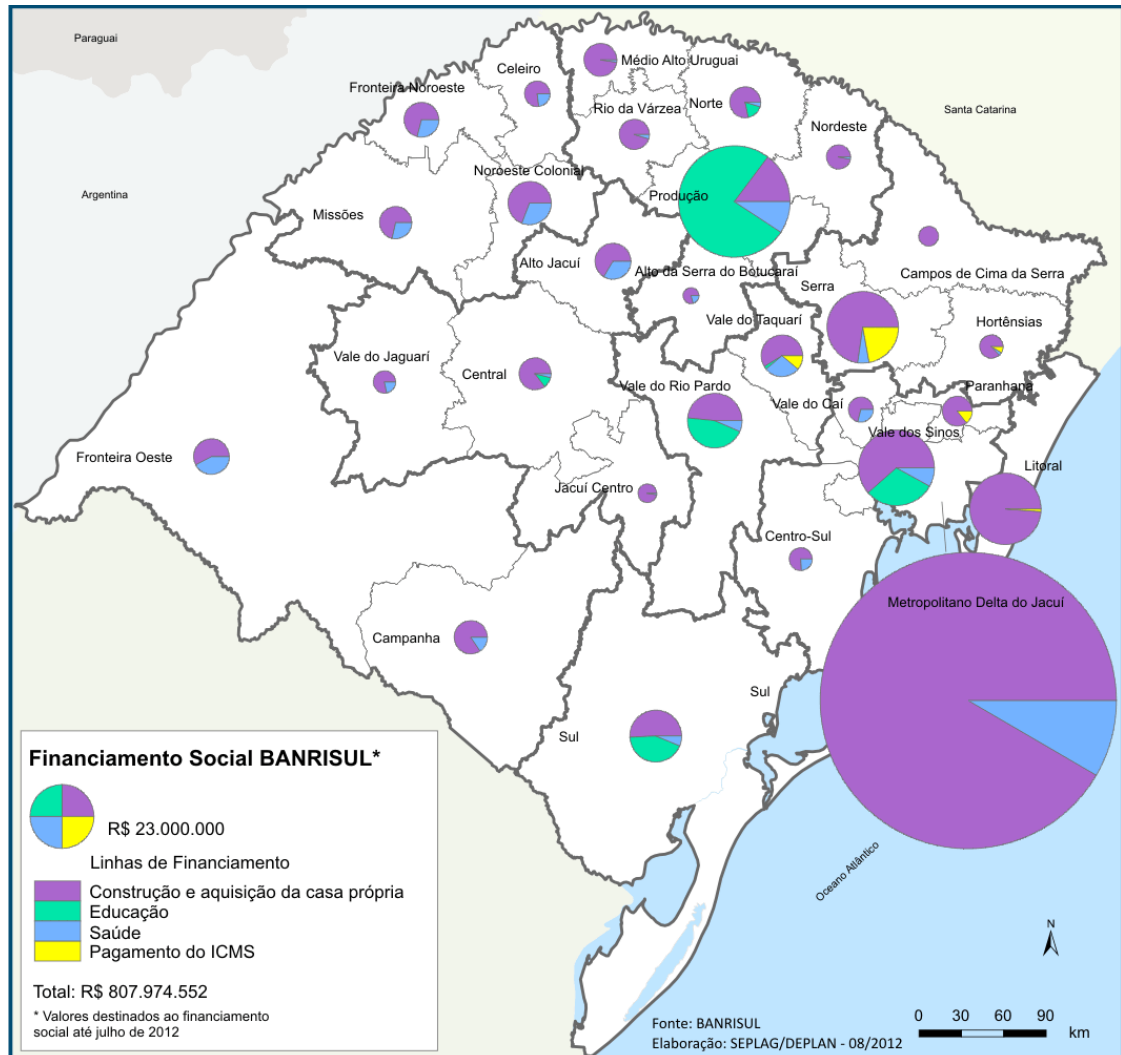 Paraguai
Médio Alto Uruguai
Celeiro
Fronteira Noroeste
Norte
Rio da Várzea
Santa Catarina
Nordeste
Noroeste Colonial
Argentina
Produção
Missões
Alto Jacuí
Alto da Serra do Botucaraí
Serra
Campos de Cima da Serra
Vale do Taquarí
Hortênsias
Vale do Jaguarí
Central
Vale do Rio Pardo
Paranhana
Vale do Caí
Vale dos Sinos
Fronteira Oeste
Litoral
Jacuí Centro
Centro-Sul
Metropolitano Delta do Jacuí
Campanha
Sul
Sul
Oceano Atlântico
Financiamento Social BANRISUL*
R$ 23.000.000
Linhas de Financiamento
Construção e aquisição da casa própria
Educação
Saúde
Pagamento do ICMS
Total: R$ 807.974.552
* Valores destinados ao financiamento
social até julho de 2012
N
Fonte: BANRISUL
Elaboração: SEPLAG/DEPLAN - 08/2012
0 30 60 90
km